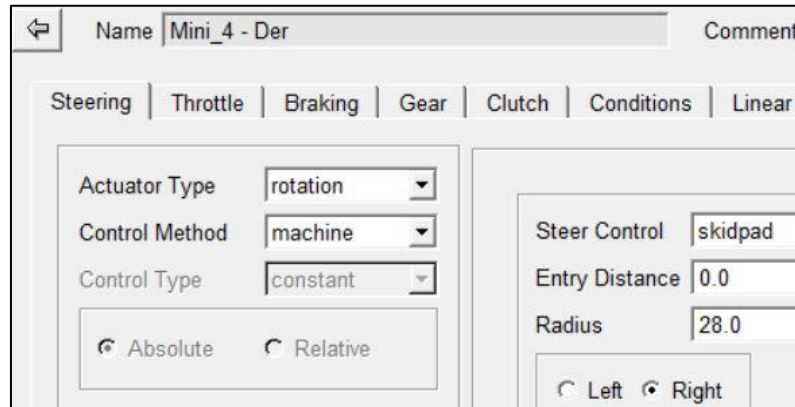 Name Mini_4 - Der Comment
Steering Throttle Braking Gear Clutch Conditions Linear
Actuator Type rotation
Control Method machine
Control Type constant
Absolute Relative
Steer Control skidpad
Entry Distance 0.0
Radius 28.0
Left Right